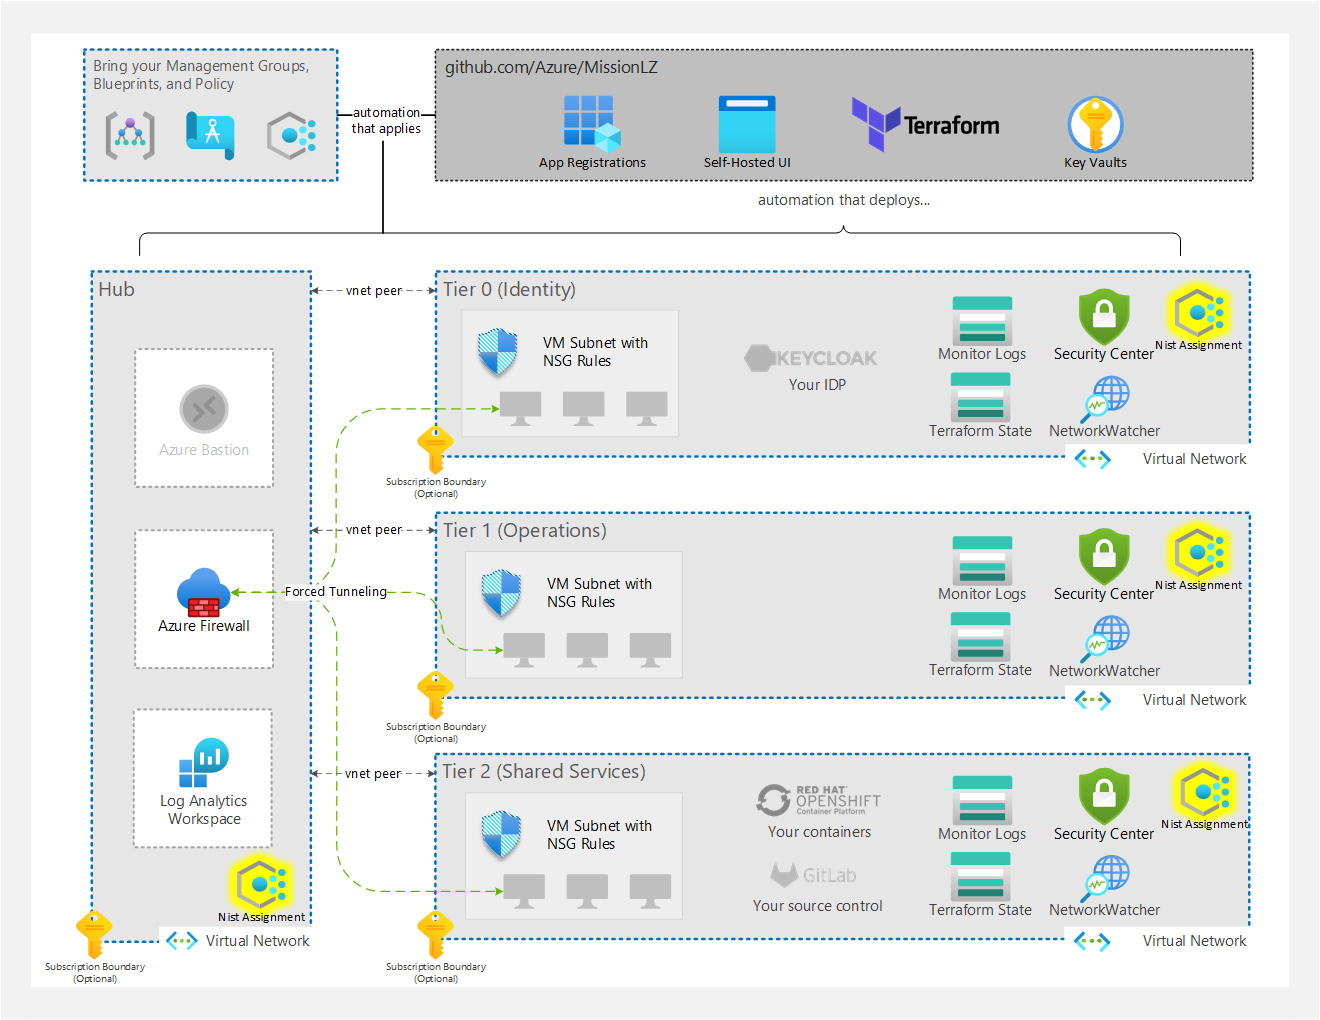 Bring your Management Groups,
Blueprints, and Policy
automation
that applies
github.com/Azure/MissionLZ
App Registrations
Self-Hosted UI
Terraform
Key Vaults
automation that deploys...
Hub
Azure Bastion
Azure Firewall
Log Analytics
Workspace
Nist Assignment
Virtual Network
Subscription Boundary
(Optional)
vnet peer
vnet peer
Forced Tunneling
vnet peer
Tier 0 (Identity)
VM Subnet with
NSG Rules
KEYCLOAK
Your IDP
Monitor Logs
Security Center
Nist Assignment
Terraform State
NetworkWatcher
Virtual Network
Subscription Boundary
(Optional)
Tier 1 (Operations)
VM Subnet with
NSG Rules
Monitor Logs
Security Center
Nist Assignment
Terraform State
NetworkWatcher
Virtual Network
Subscription Boundary
(Optional)
Tier 2 (Shared Services)
VM Subnet with
NSG Rules
RED HAT
OPENSHIFT
Container Platform
Your containers
GitLab
Your source control
Monitor Logs
Security Center
Nist Assignment
Terraform State
NetworkWatcher
Virtual Network
Subscription Boundary
(Optional)